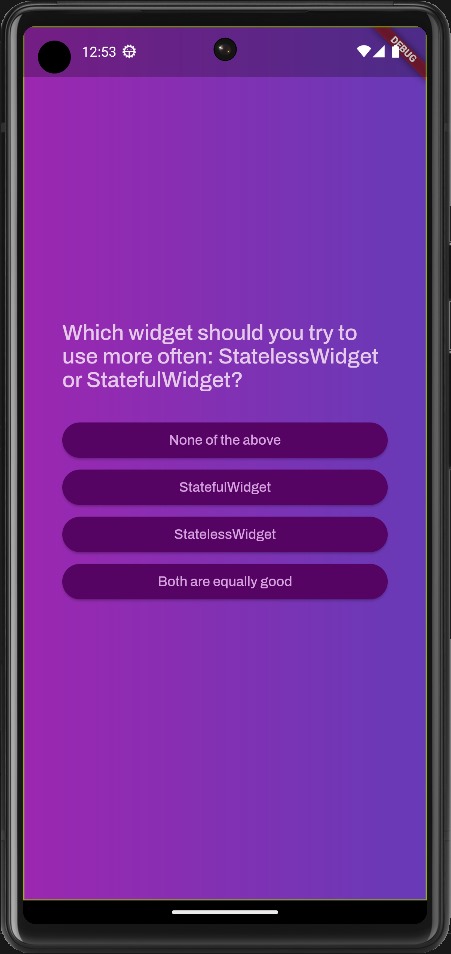 12:53
DEBUG
Which widget should you try to
use more often: StatelessWidget
or StatefulWidget?
None of the above
StatefulWidget
StatelessWidget
Both are equally good